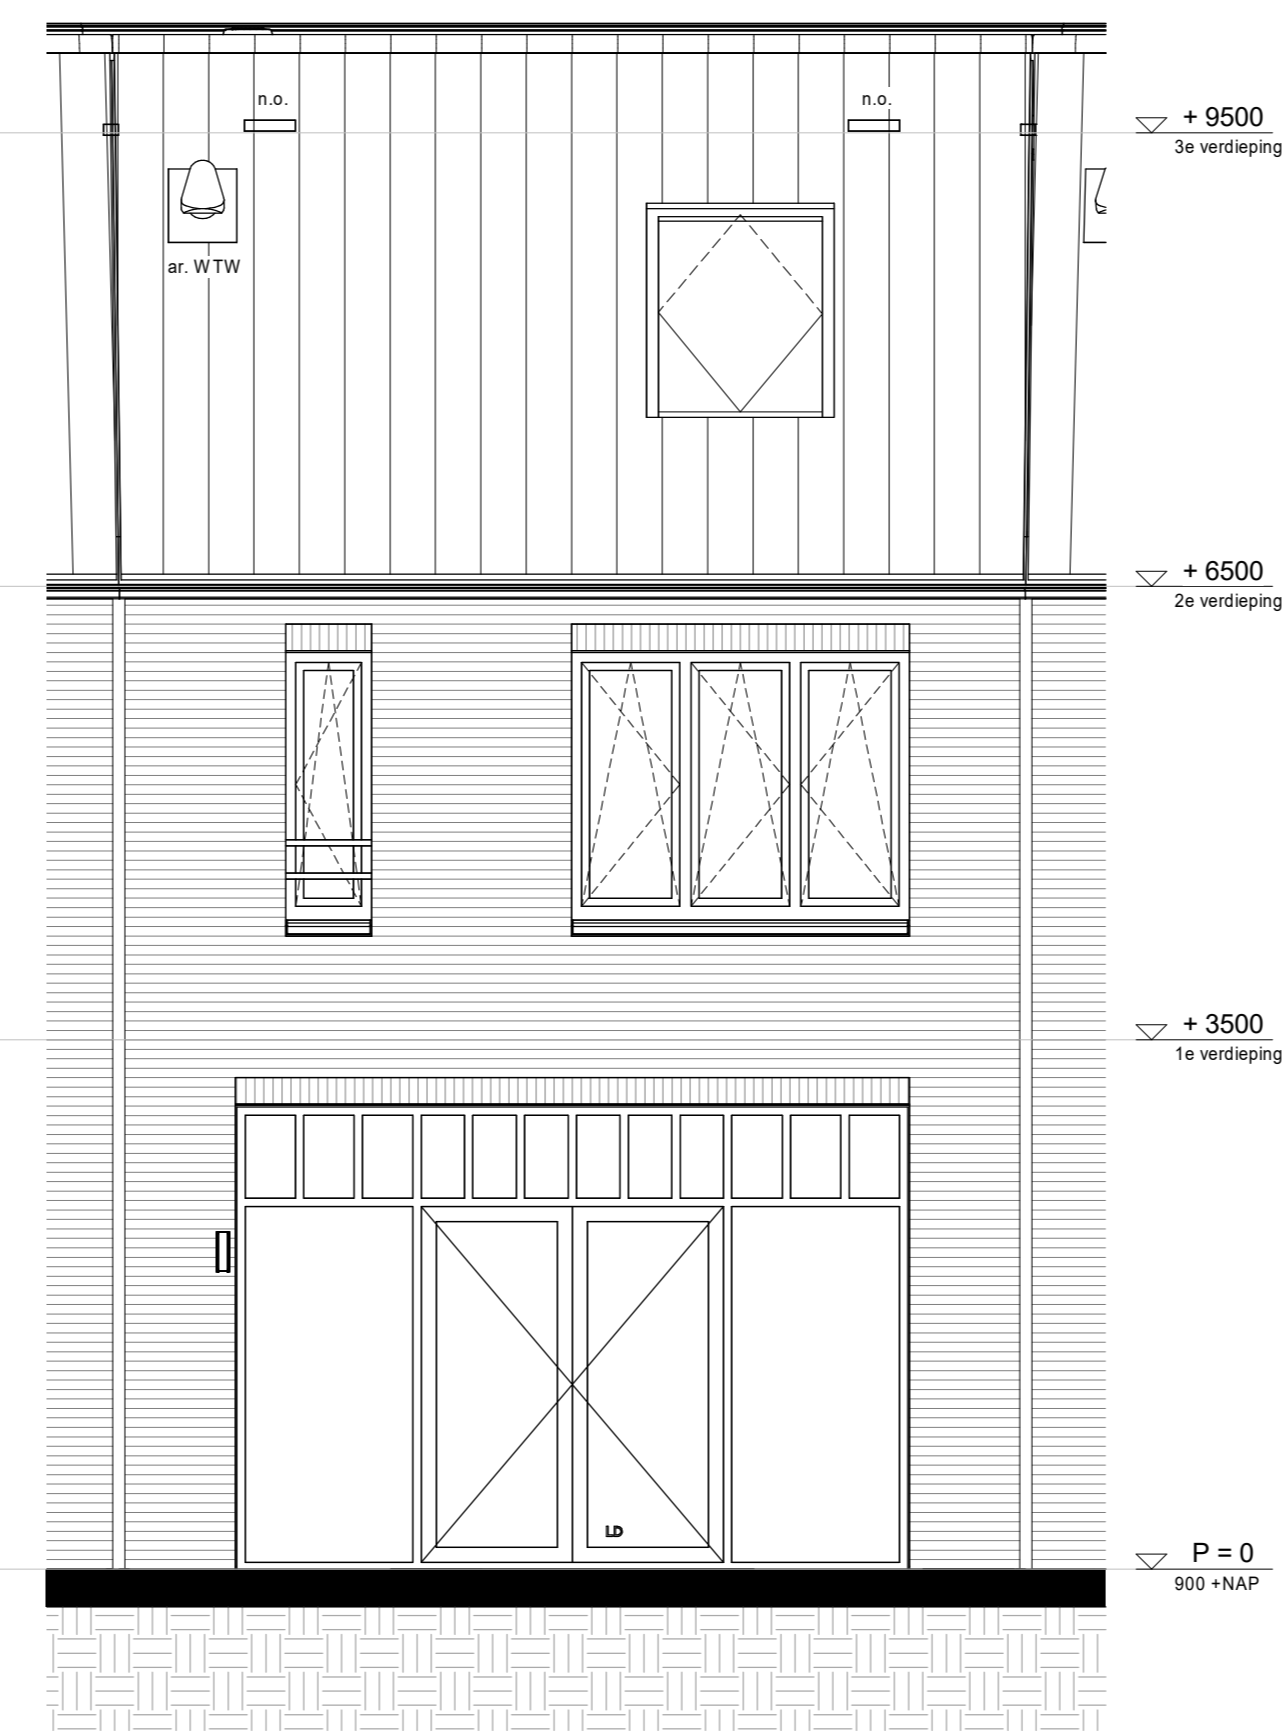 n.o.
n.o.
+ 9500
3e verdieping
ar. WTW
+ 6500
2e verdieping
+ 3500
1e verdieping
LD
P = 0
900 +NAP